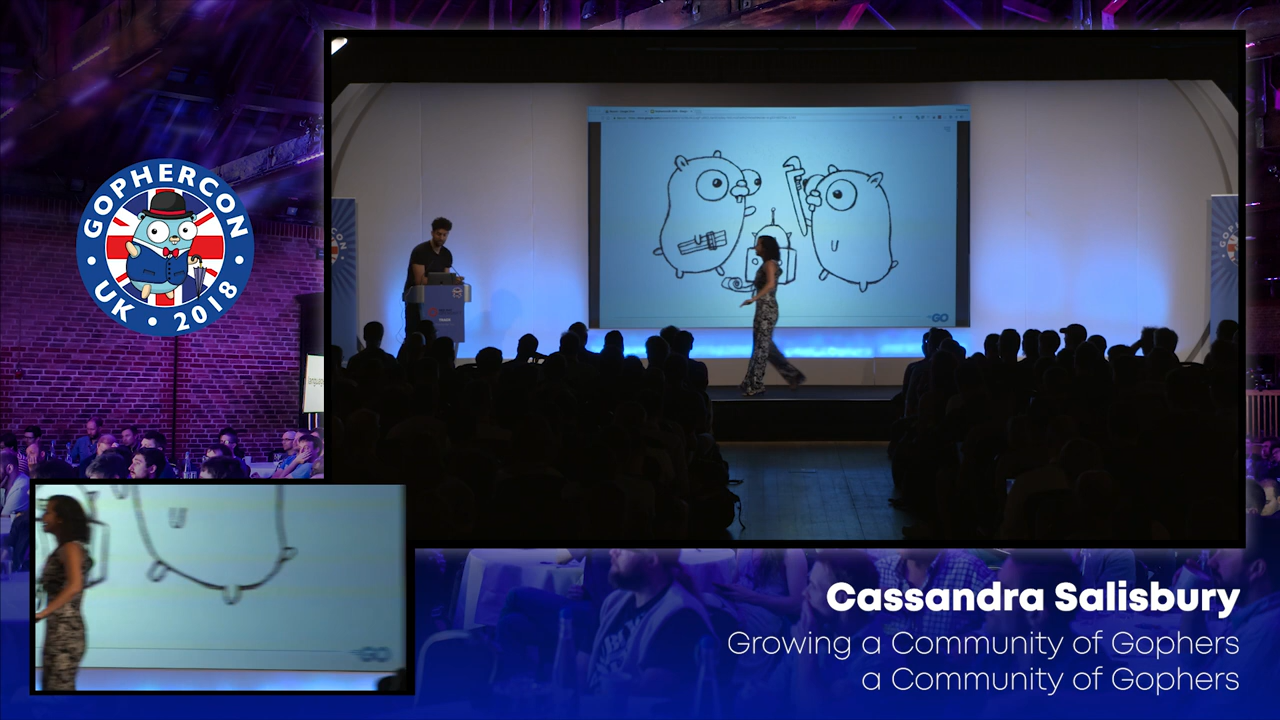 GOPHERCON
UK • 2018
GO
GO
Cassandra Salisbury
Growing a Community of Gophers
a Community of Gophers